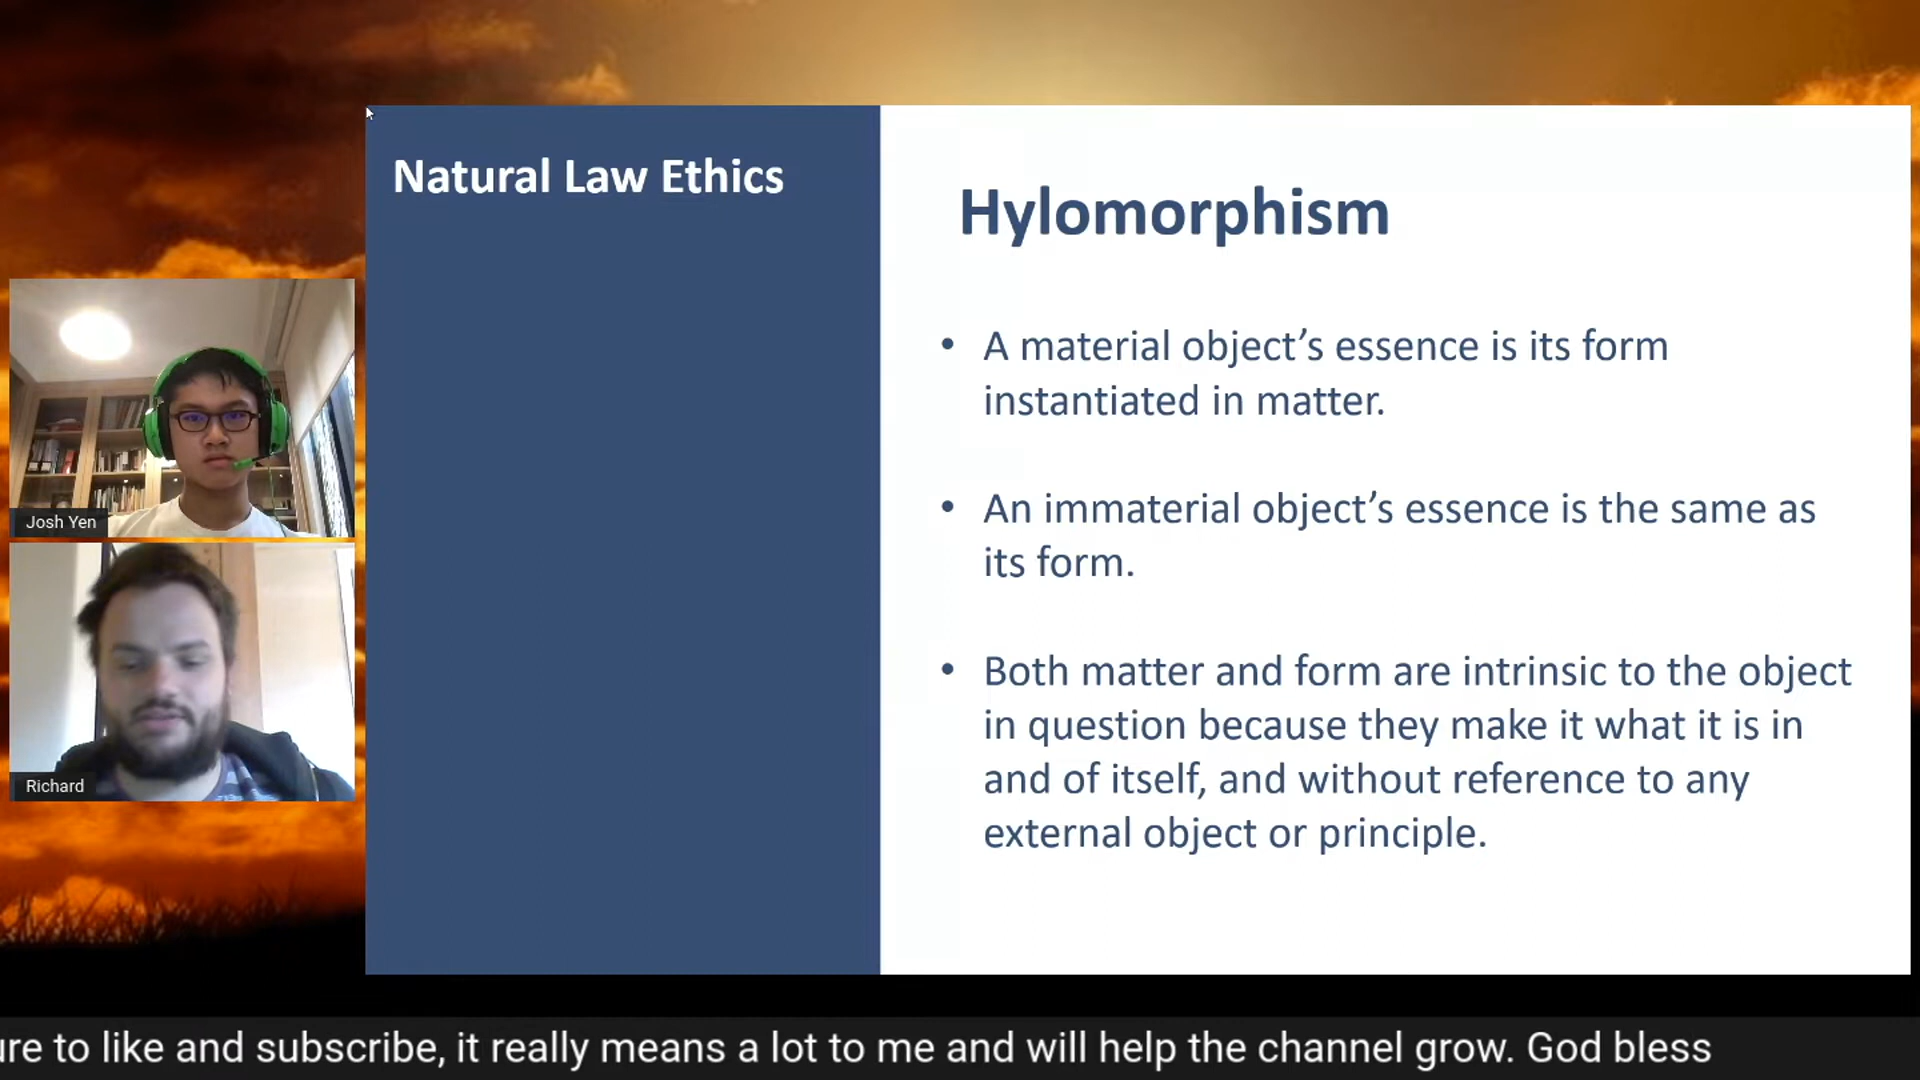 Natural Law Ethics
Hylomorphism
• A material object’s essence is its form
instantiated in matter.
• An immaterial object’s essence is the same as
its form.
• Both matter and form are intrinsic to the object
in question because they make it what it is in
and of itself, and without reference to any
external object or principle.
Josh Yen
Richard
to like and subscribe, it really means a lot to me and will help the channel grow. God bless